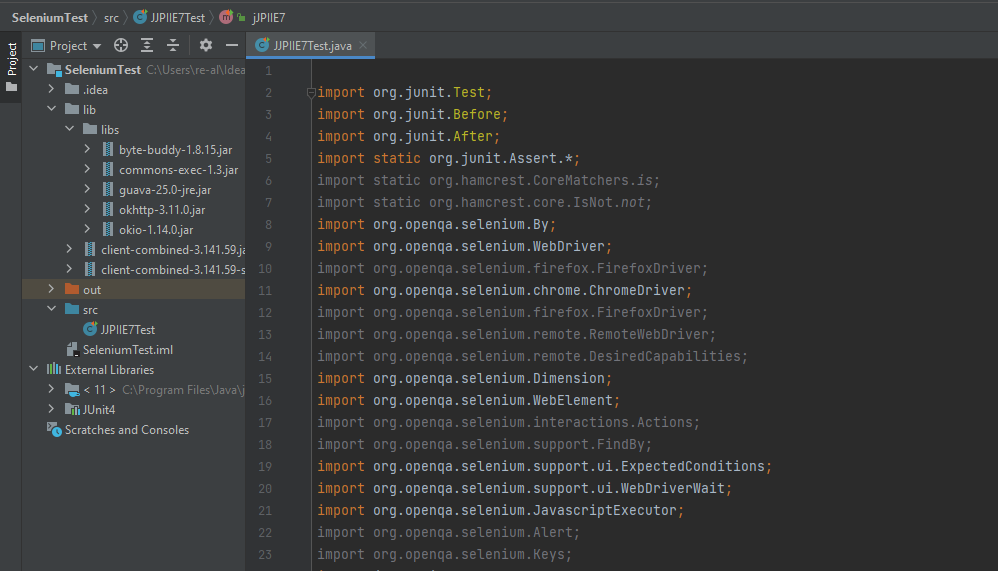 SeleniumTest src JJPIIE7Test jJPIIE7
Project
Project
JJPIIE7Test.java
SeleniumTest C:\Users\re-al\Idea
.idea
lib
libs
byte-buddy-1.8.15.jar
commons-exec-1.3.jar
guava-25.0-jre.jar
okhttp-3.11.0.jar
okio-1.14.0.jar
client-combined-3.141.59.ja
client-combined-3.141.59-s
out
src
JJPIIE7Test
SeleniumTest.iml
External Libraries
< 11 > C:\Program Files\Java\j
JUnit4
Scratches and Consoles
1
2 import org.junit.Test;
3 import org.junit.Before;
4 import org.junit.After;
5 import static org.junit.Assert.*;
6 import static org.hamcrest.CoreMatchers.is;
7 import static org.hamcrest.core.IsNot.not;
8 import org.openqa.selenium.By;
9 import org.openqa.selenium.WebDriver;
10 import org.openqa.selenium.firefox.FirefoxDriver;
11 import org.openqa.selenium.chrome.ChromeDriver;
12 import org.openqa.selenium.firefox.FirefoxDriver;
13 import org.openqa.selenium.remote.RemoteWebDriver;
14 import org.openqa.selenium.remote.DesiredCapabilities;
15 import org.openqa.selenium.Dimension;
16 import org.openqa.selenium.WebElement;
17 import org.openqa.selenium.interactions.Actions;
18 import org.openqa.selenium.support.FindBy;
19 import org.openqa.selenium.support.ui.ExpectedConditions;
20 import org.openqa.selenium.support.ui.WebDriverWait;
21 import org.openqa.selenium.JavascriptExecutor;
22 import org.openqa.selenium.Alert;
23 import org.openqa.selenium.Keys;